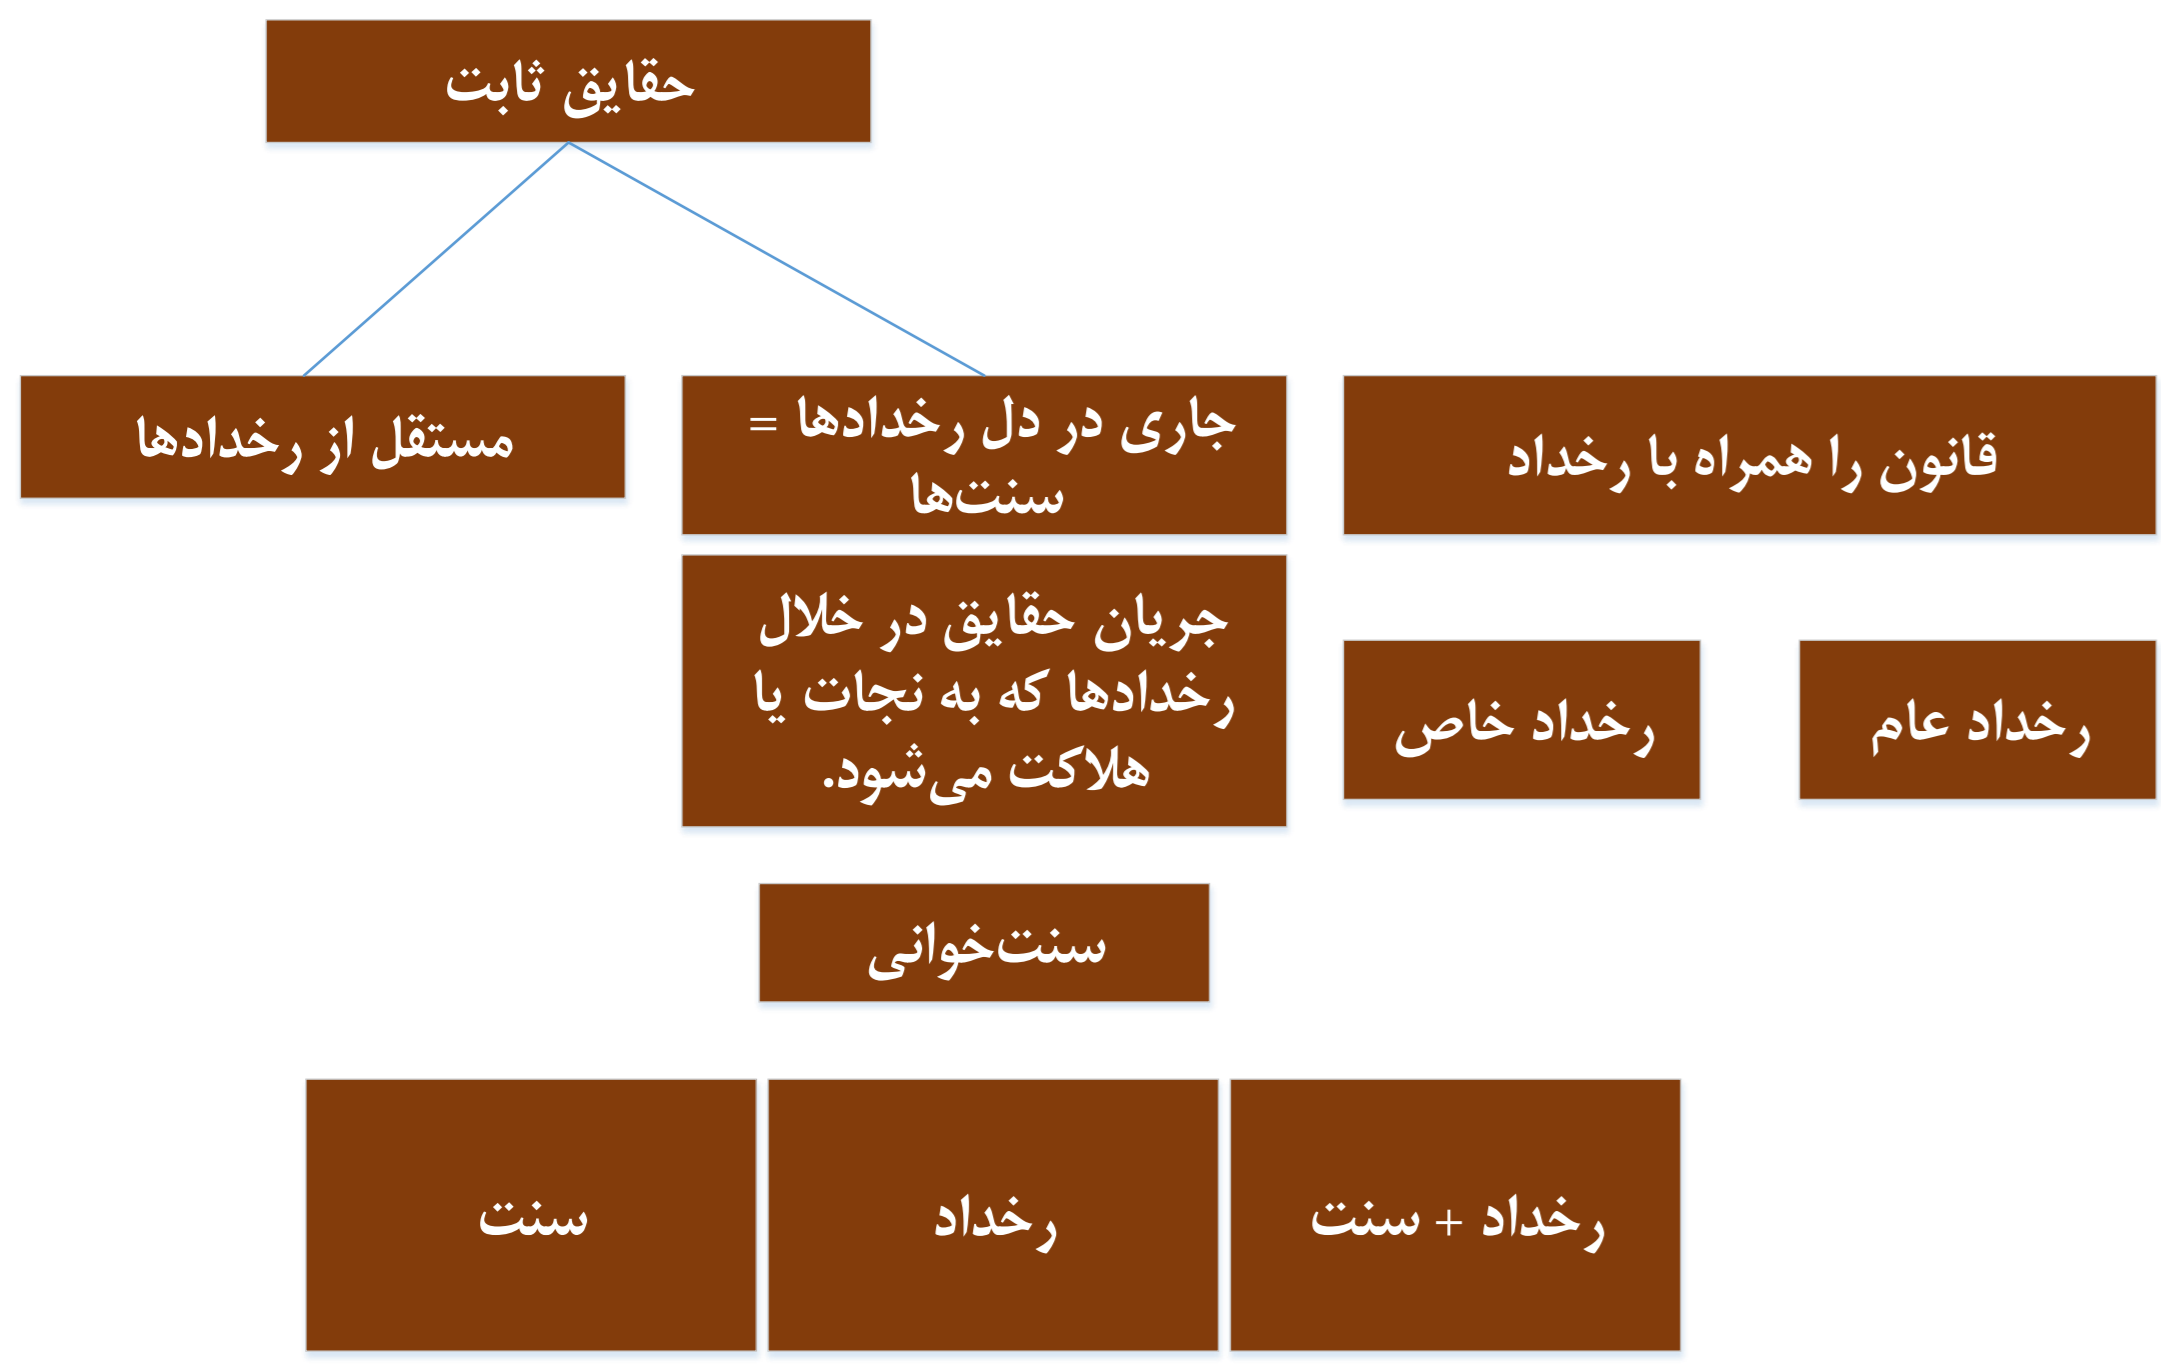 حقایق ثابت
قانون را همراه با رخداد
جاری در دل رخدادها =
سنت‌ها
مستقل از رخدادها
رخداد عام
رخداد خاص
جریان حقایق در خلال
رخدادها که به نجات یا
هلاکت می‌شود.
سنت‌خوانی
رخداد + سنت
رخداد
سنت